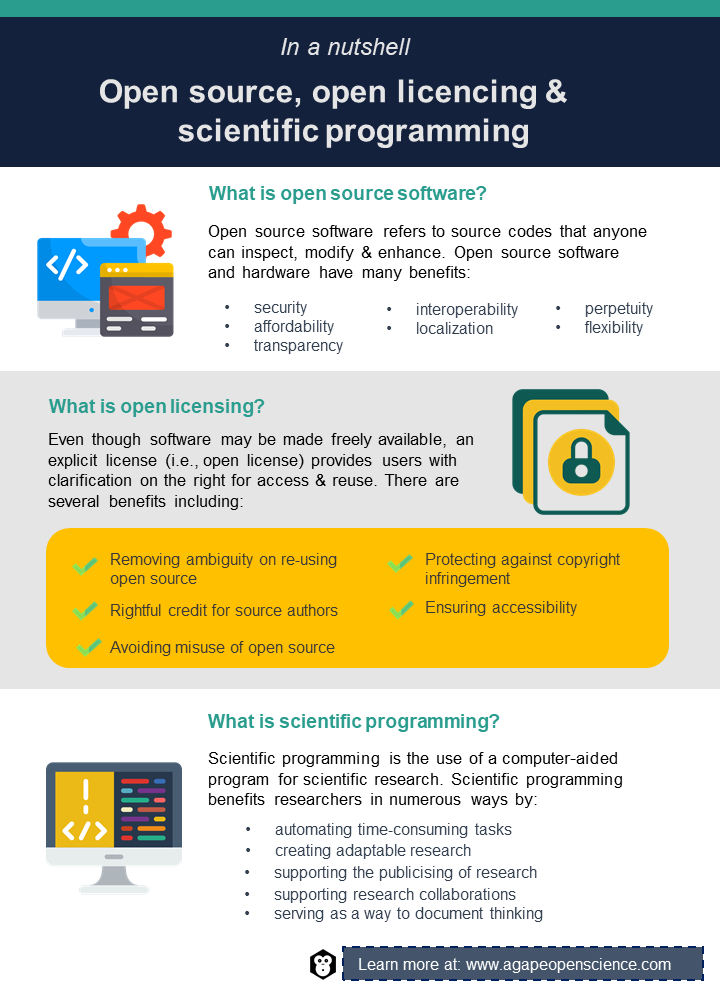 In a nutshell
Open source, open licencing &
scientific programming
What is open source software?
Open source software refers to source codes that anyone
can inspect, modify & enhance. Open source software
and hardware have many benefits:
• security
• affordability
• transparency
• interoperability
• localization
• perpetuity
• flexibility
What is open licensing?
Even though software may be made freely available, an
explicit license (i.e., open license) provides users with
clarification on the right for access & reuse. There are
several benefits including:
Removing ambiguity on re-using
open source
Rightful credit for source authors
Avoiding misuse of open source
Protecting against copyright
infringement
Ensuring accessibility
What is scientific programming?
Scientific programming is the use of a computer-aided
program for scientific research. Scientific programming
benefits researchers in numerous ways by:
• automating time-consuming tasks
• creating adaptable research
• supporting the publicising of research
• supporting research collaborations
• serving as a way to document thinking
Learn more at: www.agapeopenscience.com